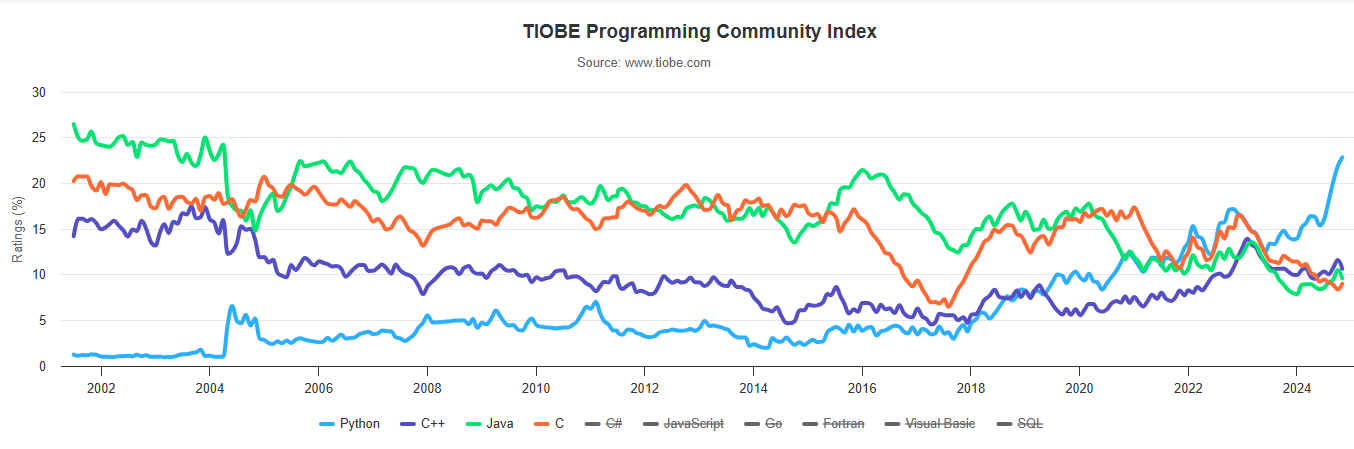 TIOBE Programming Community Index
Source: www.tiobe.com
Ratings (%)
30
25
20
15
10
5
0
2002 2004 2006 2008 2010 2012 2014 2016 2018 2020 2022 2024
Python C++ Java C C# JavaScript Go Fortran Visual Basic SQL